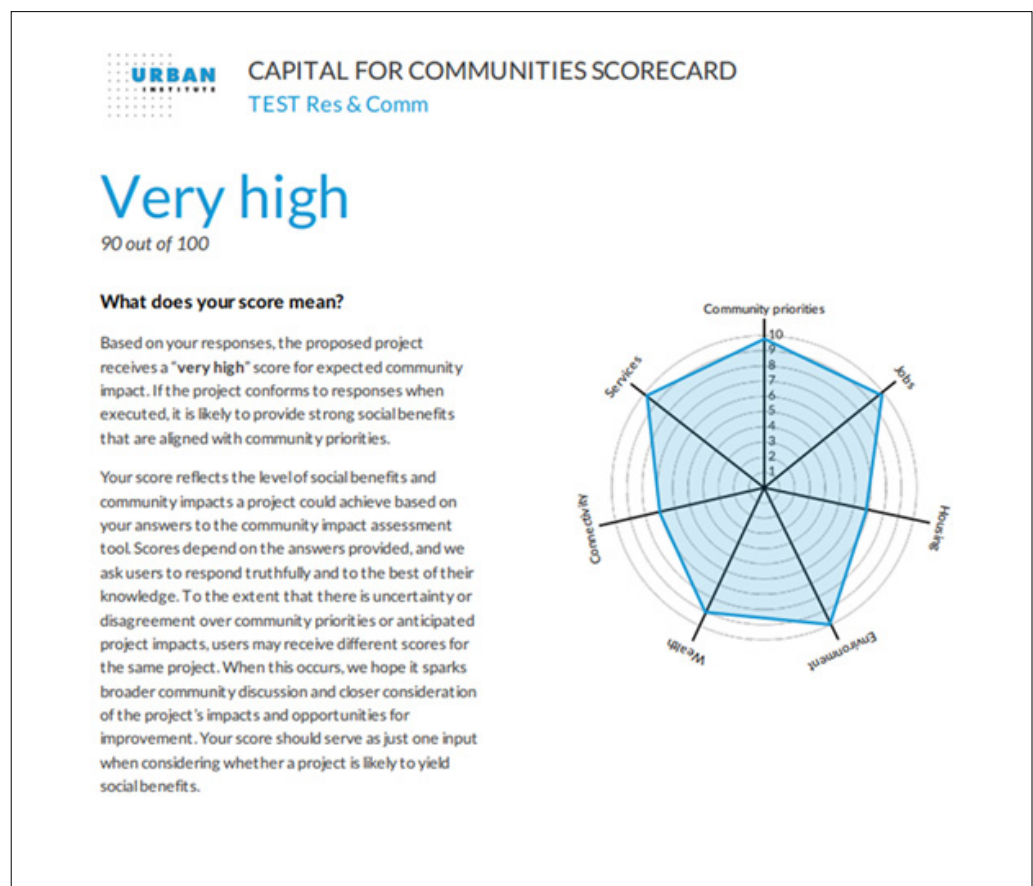 URBAN
INSTITUTE
CAPITAL FOR COMMUNITIES SCORECARD
TEST Res & Comm
Very high
90 out of 100
What does your score mean?
Based on your responses, the proposed project
receives a "very high" score for expected community
impact. If the project conforms to responses when
executed, it is likely to provide strong social benefits
that are aligned with community priorities.
Your score reflects the level of social benefits and
community impacts a project could achieve based on
your answers to the community impact assessment
tool. Scores depend on the answers provided, and we
ask users to respond truthfully and to the best of their
knowledge. To the extent that there is uncertainty or
disagreement over community priorities or anticipated
project impacts, users may receive different scores for
the same project. When this occurs, we hope it sparks
broader community discussion and closer consideration
of the project's impacts and opportunities for
improvement. Your score should serve as just one input
when considering whether a project is likely to yield
social benefits.
Community priorities
10
9
8
7
6
5
4
3
2
1
Jobs
Housing
Environment
Wealth
Connectivity
Services